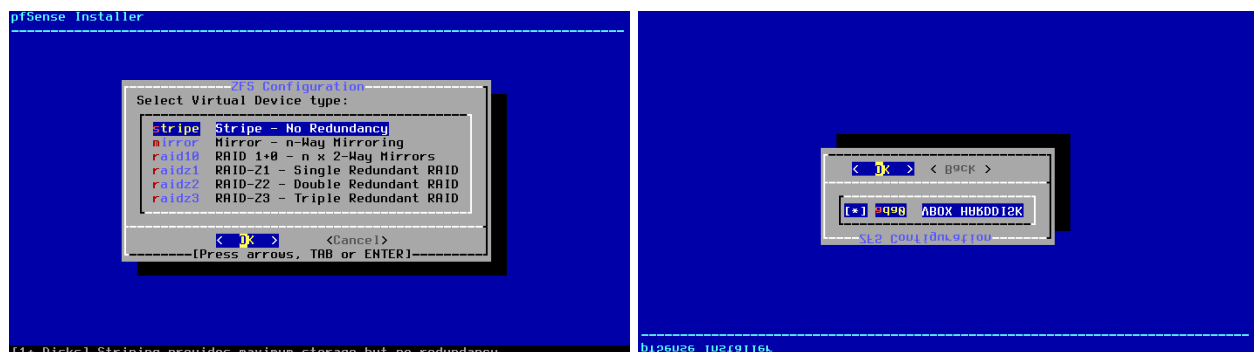 pfSense Installer
ZFS Configuration
Select Virtual Device type:
stripe Stripe - No Redundancy
mirror Mirror - n-Way Mirroring
raid10 RAID 1+0 - n x 2-Way Mirrors
raidz1 RAID-Z1 - Single Redundant RAID
raidz2 RAID-Z2 - Double Redundant RAID
raidz3 RAID-Z3 - Triple Redundant RAID
< OK > <Cancel>
[Press arrows, TAB or ENTER]
[1+ Disks] Striping provides maximum storage but no redundancy
pfSense Installer
ZFS Configuration
[*] ada0 VBOX HARDDISK
< OK > < Back >